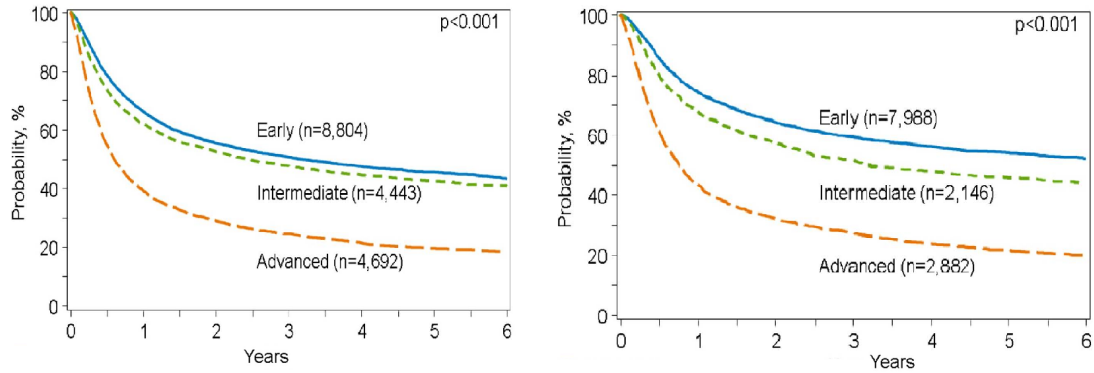 p<0.001
100
80
60
40
20
0
Probability, %
Early (n=8,804)
Intermediate (n=4,443)
Advanced (n=4,692)
0 1 2 3 4 5 6
Years
p<0.001
100
80
60
40
20
0
Probability, %
Early (n=7,988)
Intermediate (n=2,146)
Advanced (n=2,882)
0 1 2 3 4 5 6
Years